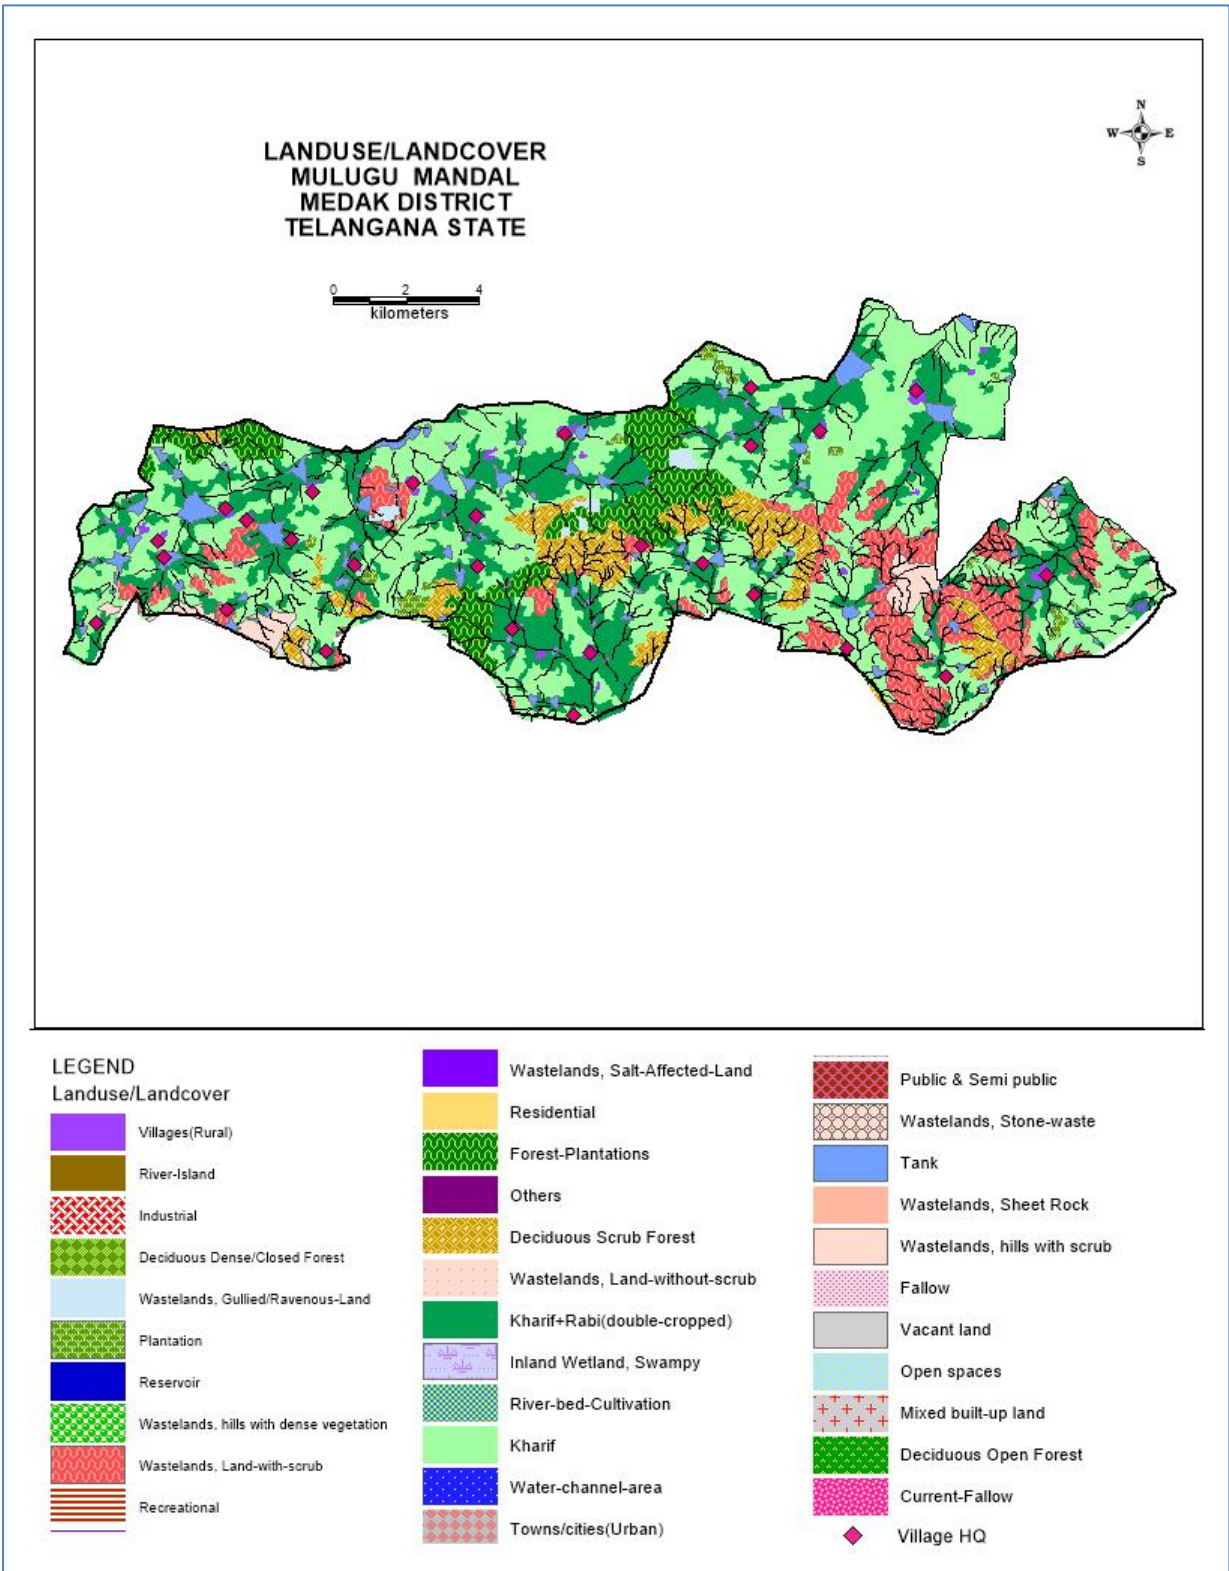 N
W E
S
LANDUSE/LANDCOVER
MULUGU MANDAL
MEDAK DISTRICT
TELANGANA STATE
0 2 4
kilometers
LEGEND
Landuse/Landcover
Villages(Rural)
River-Island
Industrial
Deciduous Dense/Closed Forest
Wastelands, Gullied/Ravenous-Land
Plantation
Reservoir
Wastelands, hills with dense vegetation
Wastelands, Land-with-scrub
Recreational
Wastelands, Salt-Affected-Land
Residential
Forest-Plantations
Others
Deciduous Scrub Forest
Wastelands, Land-without-scrub
Kharif+Rabi(double-cropped)
Inland Wetland, Swampy
River-bed-Cultivation
Kharif
Water-channel-area
Towns/cities(Urban)
Public & Semi public
Wastelands, Stone-waste
Tank
Wastelands, Sheet Rock
Wastelands, hills with scrub
Fallow
Vacant land
Open spaces
Mixed built-up land
Deciduous Open Forest
Current-Fallow
Village HQ